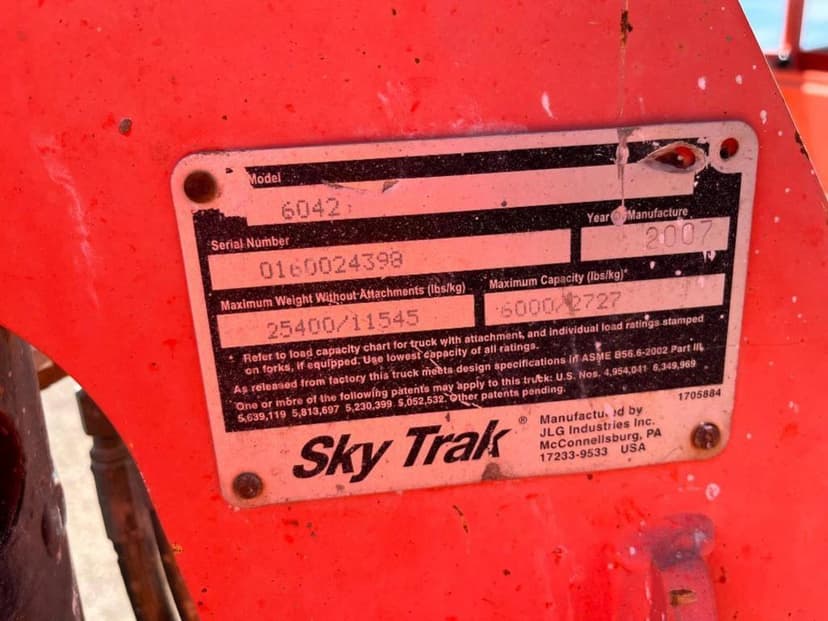 Model
6042
Year of Manufacture
2007
Serial Number
0160024398
Maximum Weight Without Attachments (lbs/kg)
25400/11545
Maximum Capacity (lbs/kg)*
6000/2727
* Refer to load capacity chart for truck with attachment, and individual load ratings stamped
on forks, if equipped. Use lowest capacity of all ratings.
As released from factory this truck meets design specifications in ASME B56.6-2002 Part III.
One or more of the following patents may apply to this truck: U.S. Nos. 4,954,041 6,349,969
5,639,119 5,813,697 5,230,399 5,052,532. Other patents pending.
1705884
Sky Trak®
Manufactured by
JLG Industries Inc.
McConnellsburg, PA
17233-9533 USA